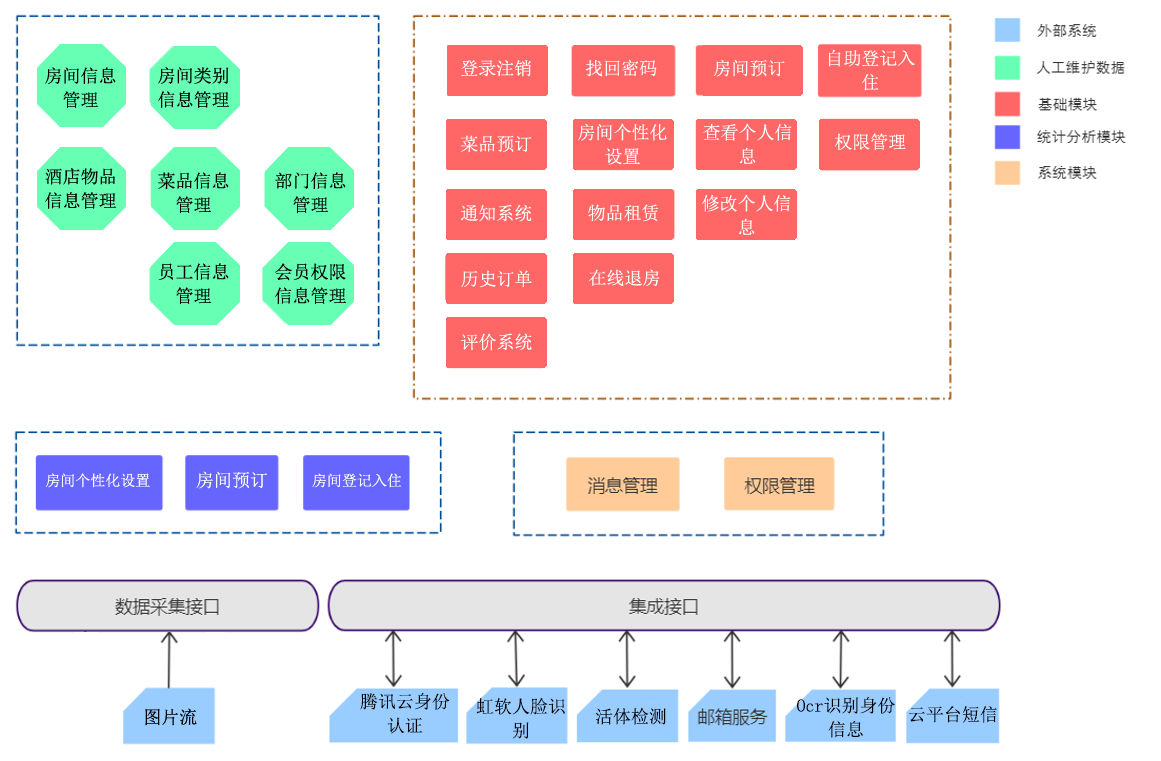 房间信息
管理
房间类别
信息管理
酒店物品
信息管理
菜品信息
管理
部门信息
管理
员工信息
管理
会员权限
信息管理
登录注销
找回密码
房间预订
自助登记入
住
菜品预订
房间个性化
设置
查看个人信
息
权限管理
通知系统
物品租赁
修改个人信
息
历史订单
在线退房
评价系统
外部系统
人工维护数据
基础模块
统计分析模块
系统模块
房间个性化设置
房间预订
房间登记入住
消息管理
权限管理
数据采集接口
集成接口
图片流
腾讯云身份
认证
虹软人脸识
别
活体检测
邮箱服务
Ocr识别身份
信息
云平台短信